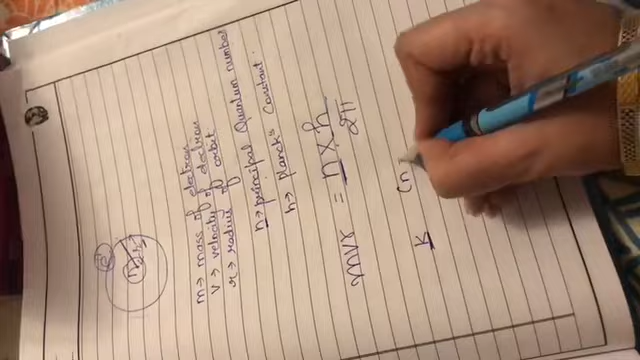 m → mass of electron
v → velocity of electron
r → radius of orbit
n → principal Quantum number
h → Planck's Constant.
mvr = n × h
2π
K (n